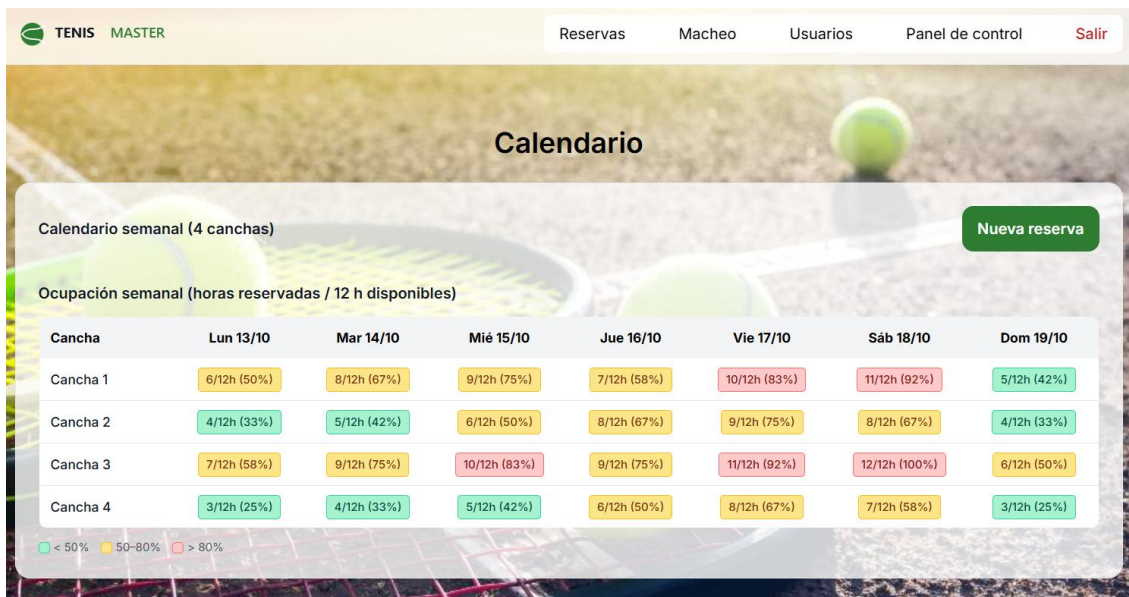 TENIS MASTER Reservas Macheo Usuarios Panel de control Salir
Calendario
Calendario semanal (4 canchas) Nueva reserva
Ocupación semanal (horas reservadas / 12 h disponibles)
Cancha Lun 13/10 Mar 14/10 Mié 15/10 Jue 16/10 Vie 17/10 Sáb 18/10 Dom 19/10
Cancha 1 6/12h (50%) 8/12h (67%) 9/12h (75%) 7/12h (58%) 10/12h (83%) 11/12h (92%) 5/12h (42%)
Cancha 2 4/12h (33%) 5/12h (42%) 6/12h (50%) 8/12h (67%) 9/12h (75%) 8/12h (67%) 4/12h (33%)
Cancha 3 7/12h (58%) 9/12h (75%) 10/12h (83%) 9/12h (75%) 11/12h (92%) 12/12h (100%) 6/12h (50%)
Cancha 4 3/12h (25%) 4/12h (33%) 5/12h (42%) 6/12h (50%) 8/12h (67%) 7/12h (58%) 3/12h (25%)
< 50% 50–80% > 80%